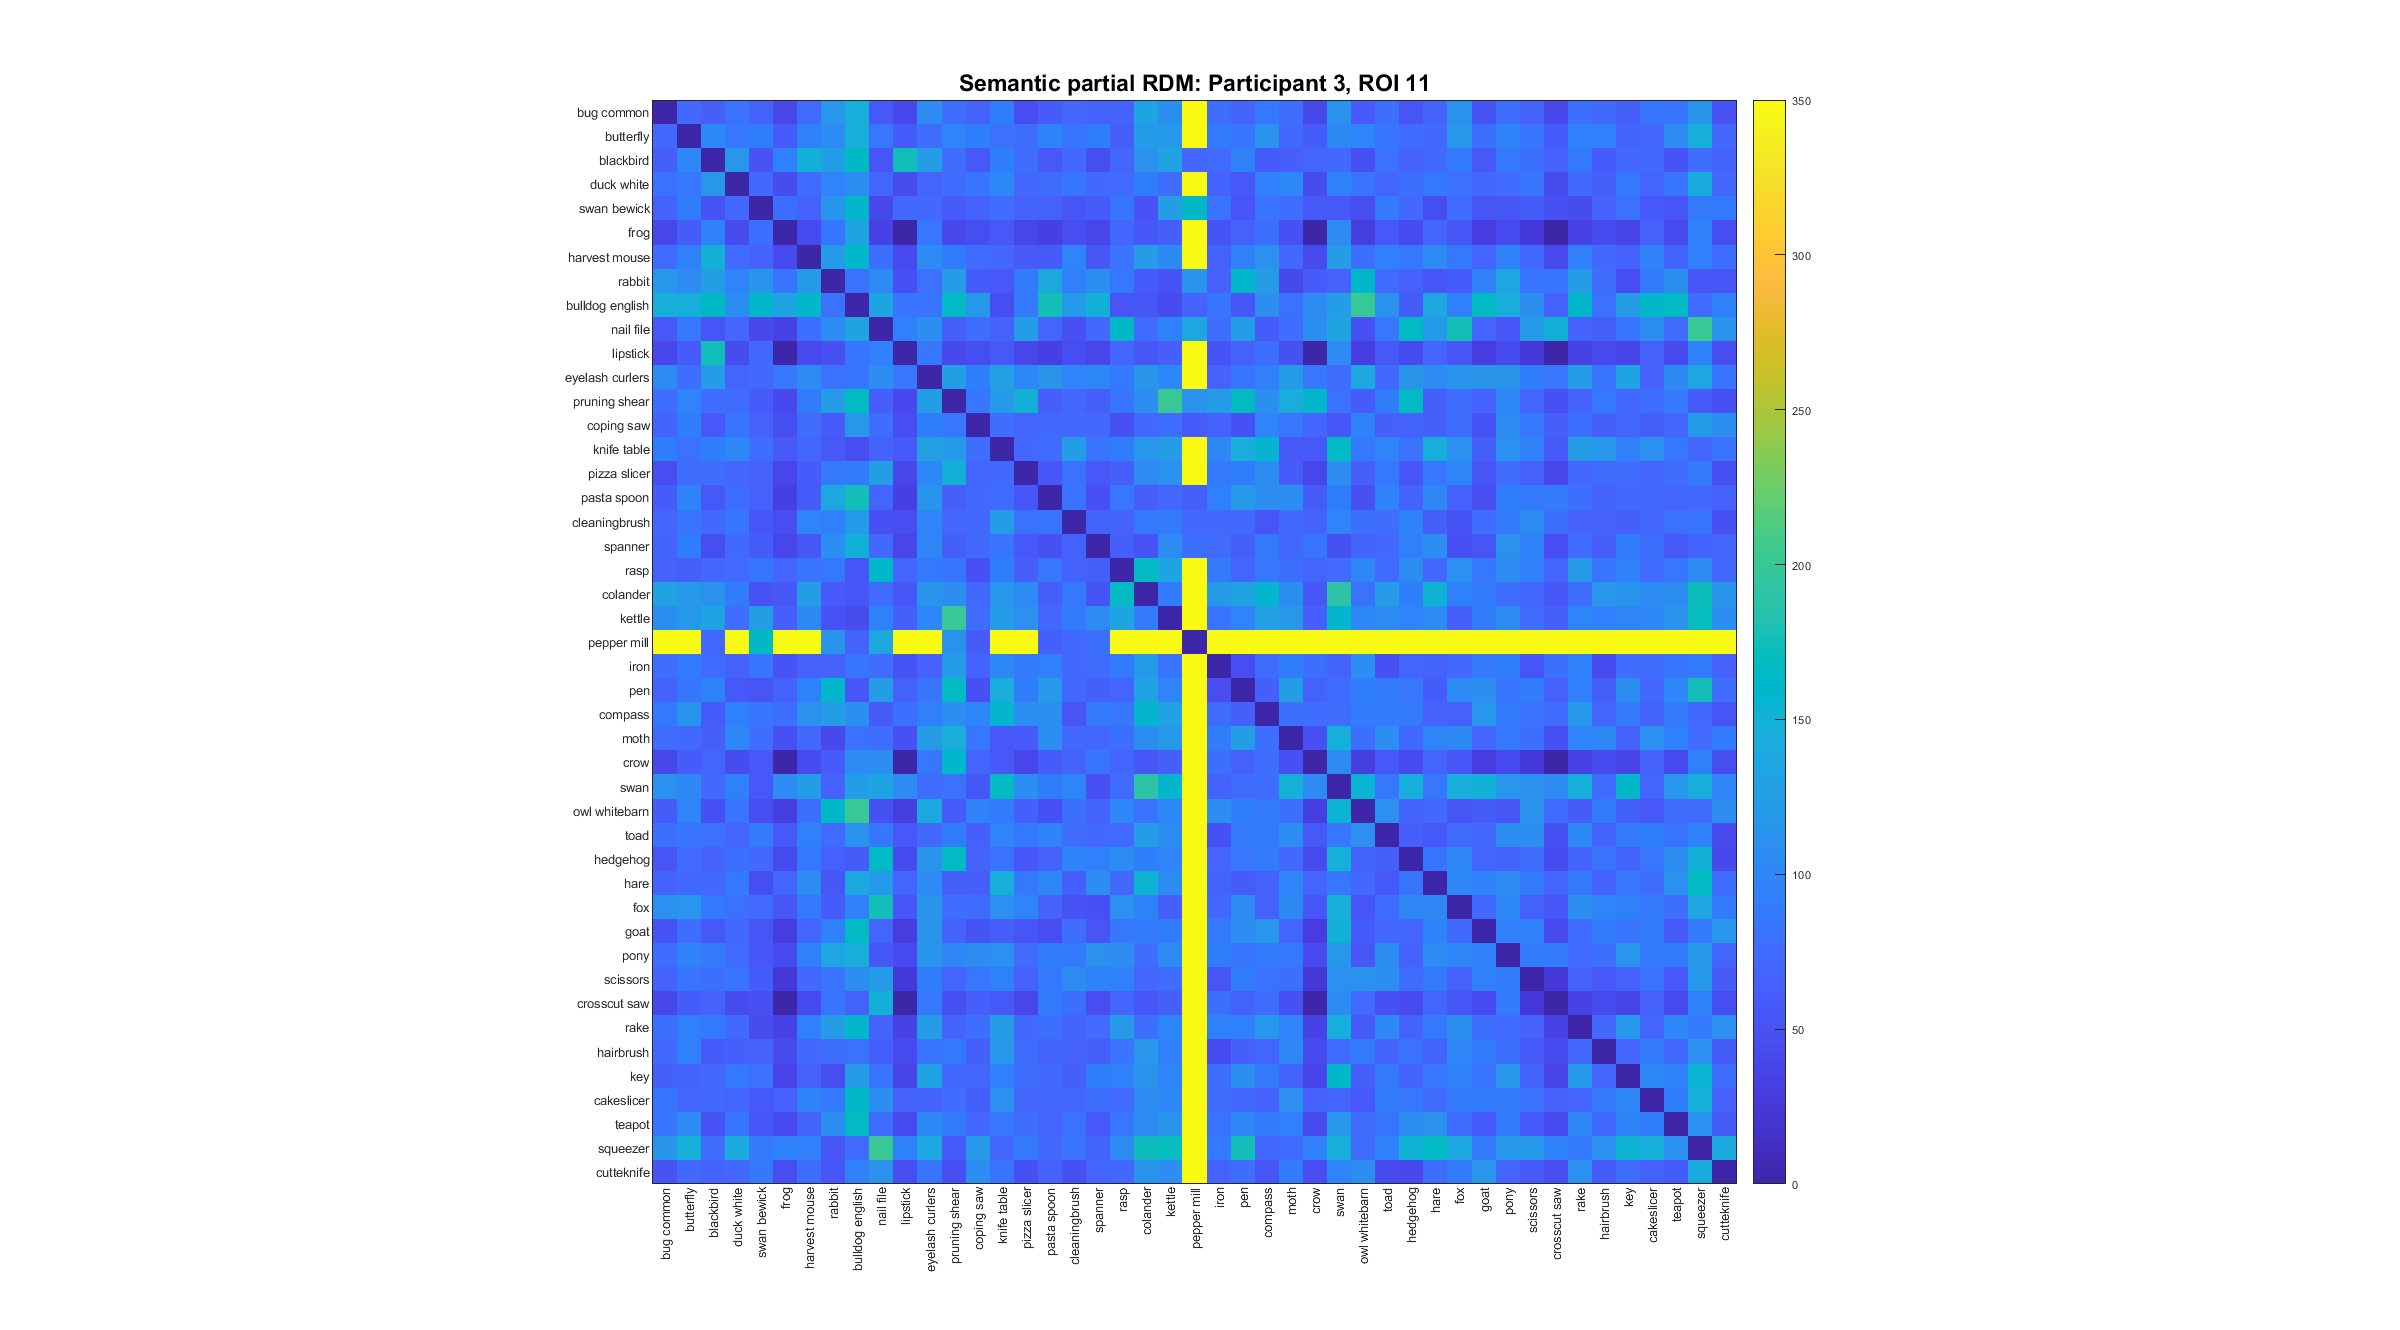 Semantic partial RDM: Participant 3, ROI 11
bug common
butterfly
blackbird
duck white
swan bewick
frog
harvest mouse
rabbit
bulldog english
nail file
lipstick
eyelash curlers
pruning shear
coping saw
knife table
pizza slicer
pasta spoon
cleaningbrush
spanner
rasp
colander
kettle
pepper mill
iron
pen
compass
moth
crow
swan
owl whitebarn
toad
hedgehog
hare
fox
goat
pony
scissors
crosscut saw
rake
hairbrush
key
cakeslicer
teapot
squeezer
cutteknife
350
300
250
200
150
100
50
0
bug common
butterfly
blackbird
duck white
swan bewick
frog
harvest mouse
rabbit
bulldog english
nail file
lipstick
eyelash curlers
pruning shear
coping saw
knife table
pizza slicer
pasta spoon
cleaningbrush
spanner
rasp
colander
kettle
pepper mill
iron
pen
compass
moth
crow
swan
owl whitebarn
toad
hedgehog
hare
fox
goat
pony
scissors
crosscut saw
rake
hairbrush
key
cakeslicer
teapot
squeezer
cutteknife